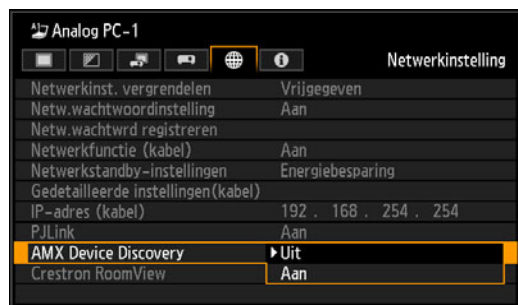 Analog PC-1
Netwerkinstelling
Netwerkinst. vergrendelen Vrijgegeven
Netw.wachtwoordinstelling Aan
Netw.wachtwrd registreren
Netwerkfunctie (kabel) Aan
Netwerkstandby-instellingen Energiebesparing
Gedetailleerde instellingen(kabel)
IP-adres (kabel) 192 . 168 . 254 . 254
PJLink Aan
AMX Device Discovery Uit
Crestron RoomView Aan